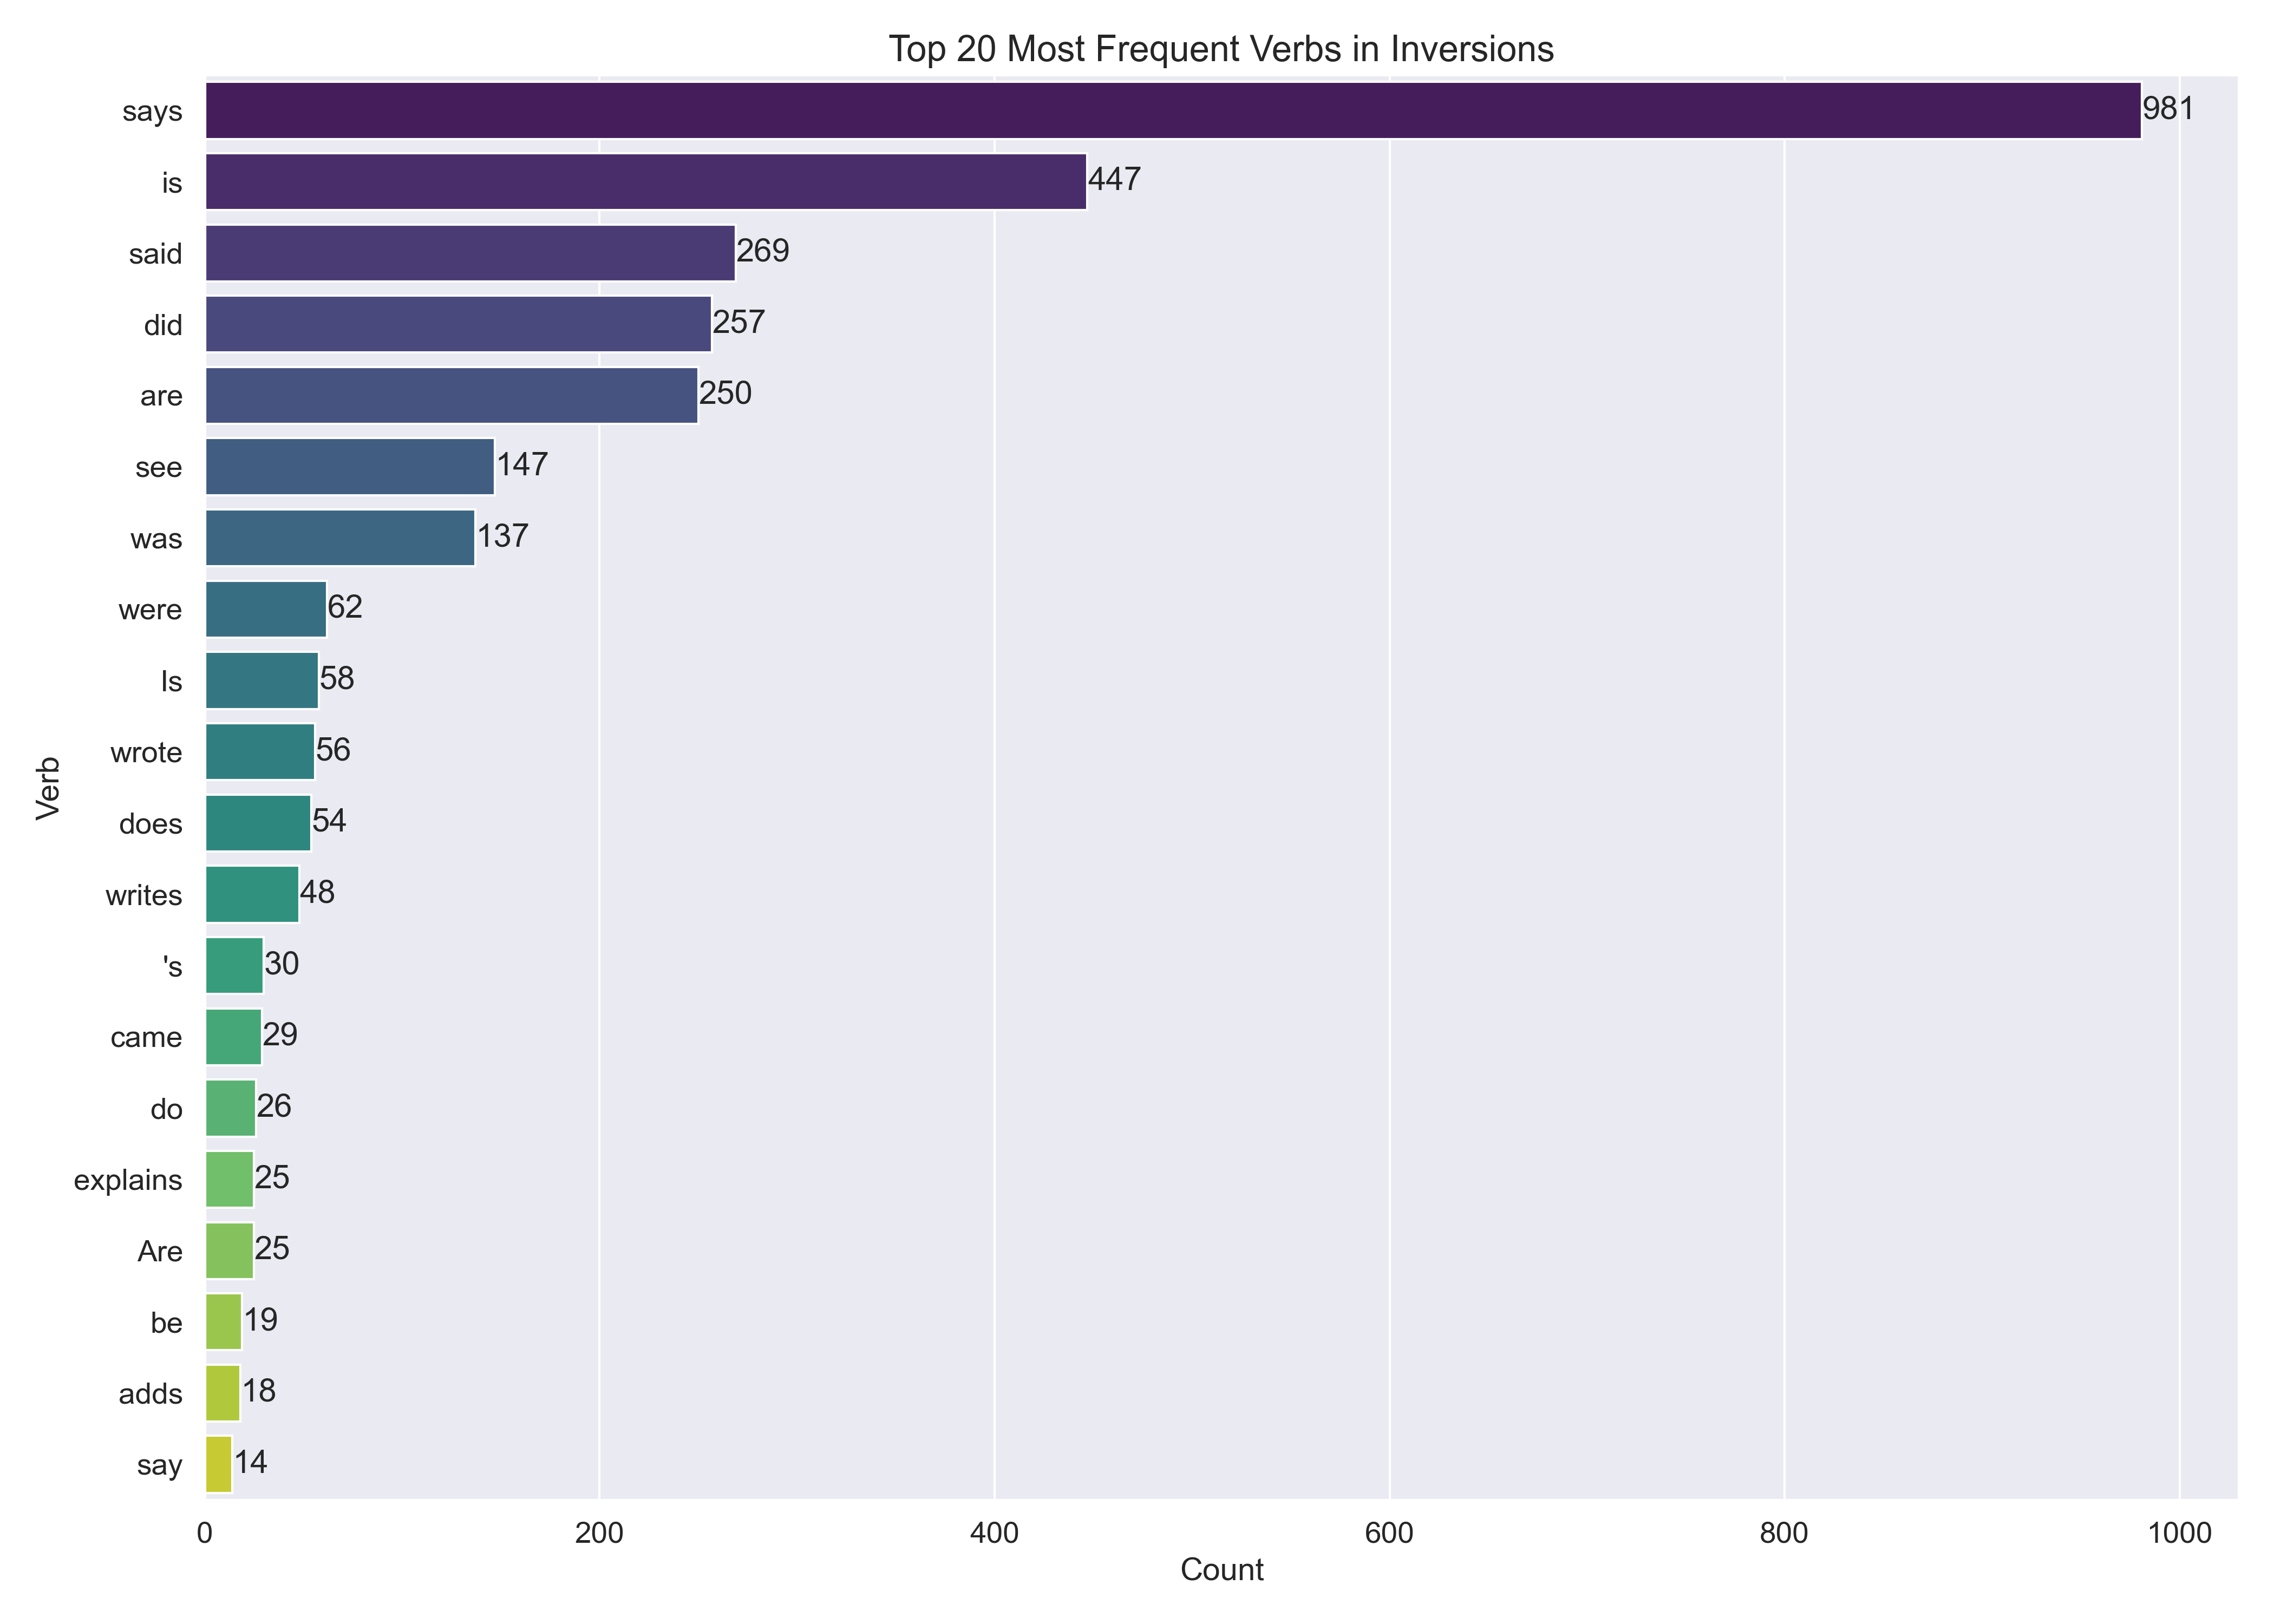 Top 20 Most Frequent Verbs in Inversions
says 981
is 447
said 269
did 257
are 250
see 147
was 137
were 62
Is 58
wrote 56
does 54
writes 48
's 30
came 29
do 26
explains 25
Are 25
be 19
adds 18
say 14
Verb
0 200 400 600 800 1000
Count